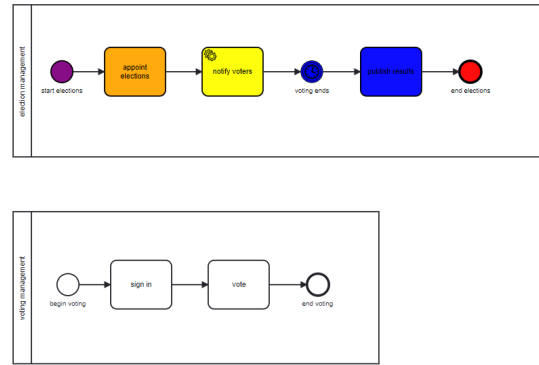 election management
start elections
appoint
elections
notify voters
voting ends
publish results
end elections
voting management
begin voting
sign in
vote
end voting